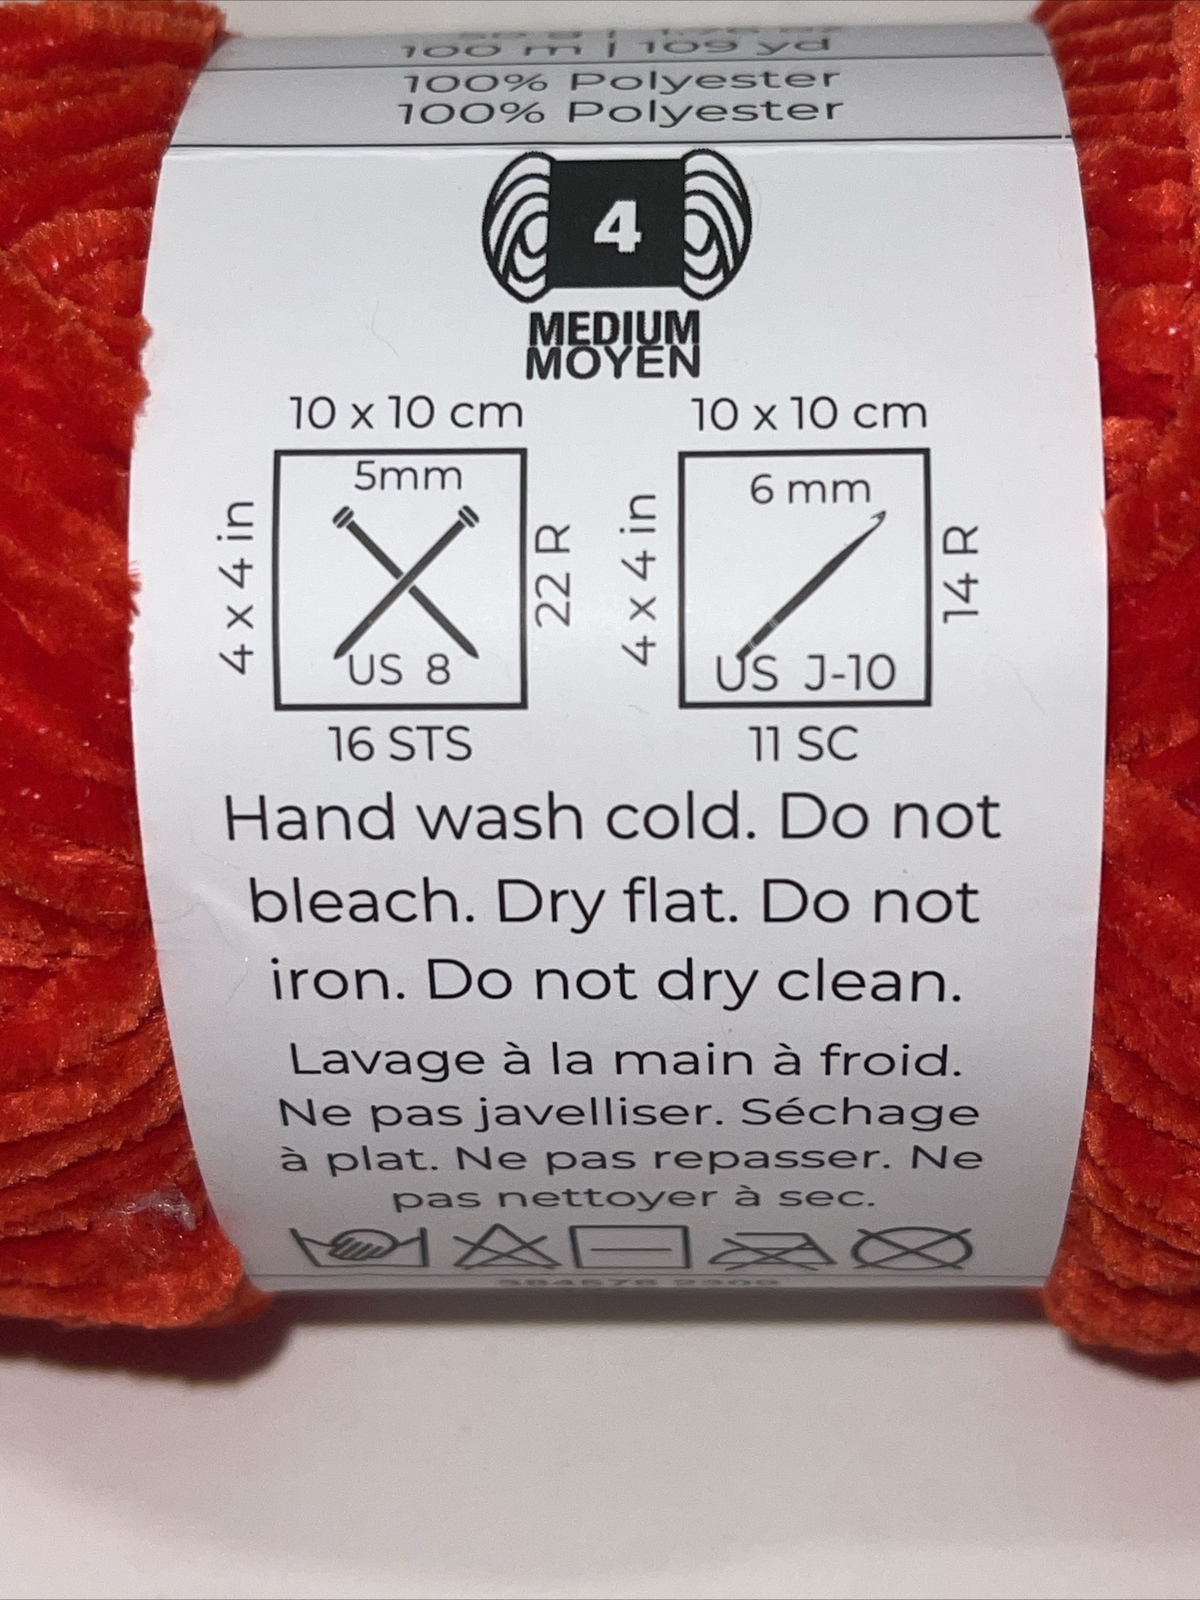 100 m | 109 yd
100% Polyester
100% Polyester
4
MEDIUM
MOYEN
10 x 10 cm
4 x 4 in
5mm
US 8
22 R
16 STS
10 x 10 cm
4 x 4 in
6 mm
US J-10
14 R
11 SC
Hand wash cold. Do not
bleach. Dry flat. Do not
iron. Do not dry clean.
Lavage à la main à froid.
Ne pas javelliser. Séchage
à plat. Ne pas repasser. Ne
pas nettoyer à sec.